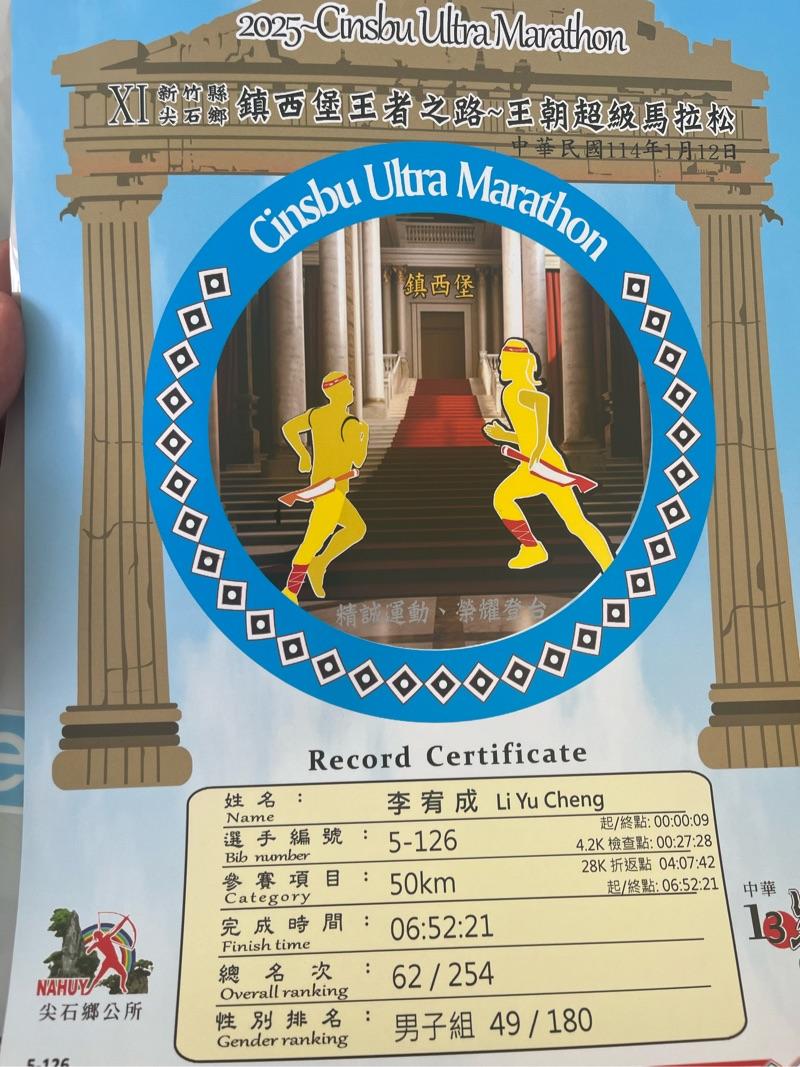 2025~Cinsbu Ultra Marathon
XI 新竹縣尖石鄉 鎮西堡王者之路~王朝超級馬拉松
中華民國114年1月12日
Cinsbu Ultra Marathon
鎮西堡
精誠運動、榮耀登台
Record Certificate
姓名： 李宥成 Li Yu Cheng
Name
起/終點: 00:00:09
選手編號： 5-126
Bib number
4.2K 檢查點: 00:27:28
28K 折返點 04:07:42
參賽項目： 50km
Category
起/終點: 06:52:21
完成時間： 06:52:21
Finish time
總名次： 62 / 254
Overall ranking
性別排名： 男子組 49 / 180
Gender ranking
NAHUY
尖石鄉公所
中華
13
5-126